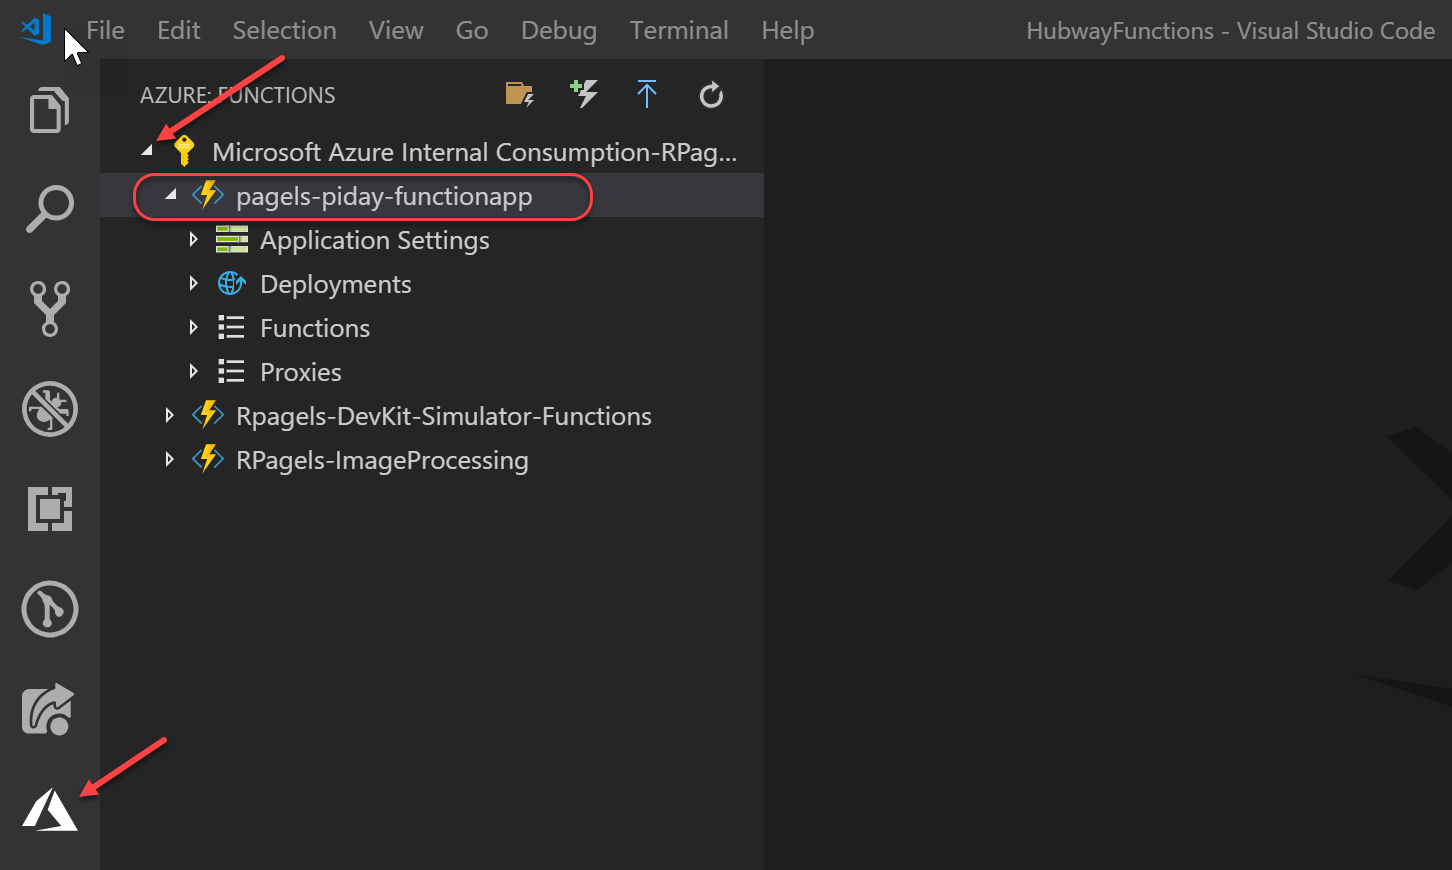 File Edit Selection View Go Debug Terminal Help HubwayFunctions - Visual Studio Code
AZURE: FUNCTIONS
Microsoft Azure Internal Consumption-RPag...
pagels-piday-functionapp
Application Settings
Deployments
Functions
Proxies
Rpagels-DevKit-Simulator-Functions
RPagels-ImageProcessing